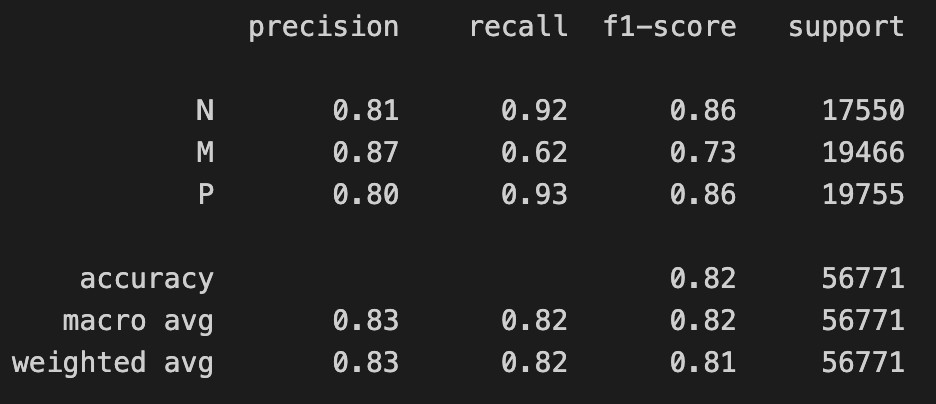 precision recall f1-score support
N 0.81 0.92 0.86 17550
M 0.87 0.62 0.73 19466
P 0.80 0.93 0.86 19755
accuracy 0.82 56771
macro avg 0.83 0.82 0.82 56771
weighted avg 0.83 0.82 0.81 56771